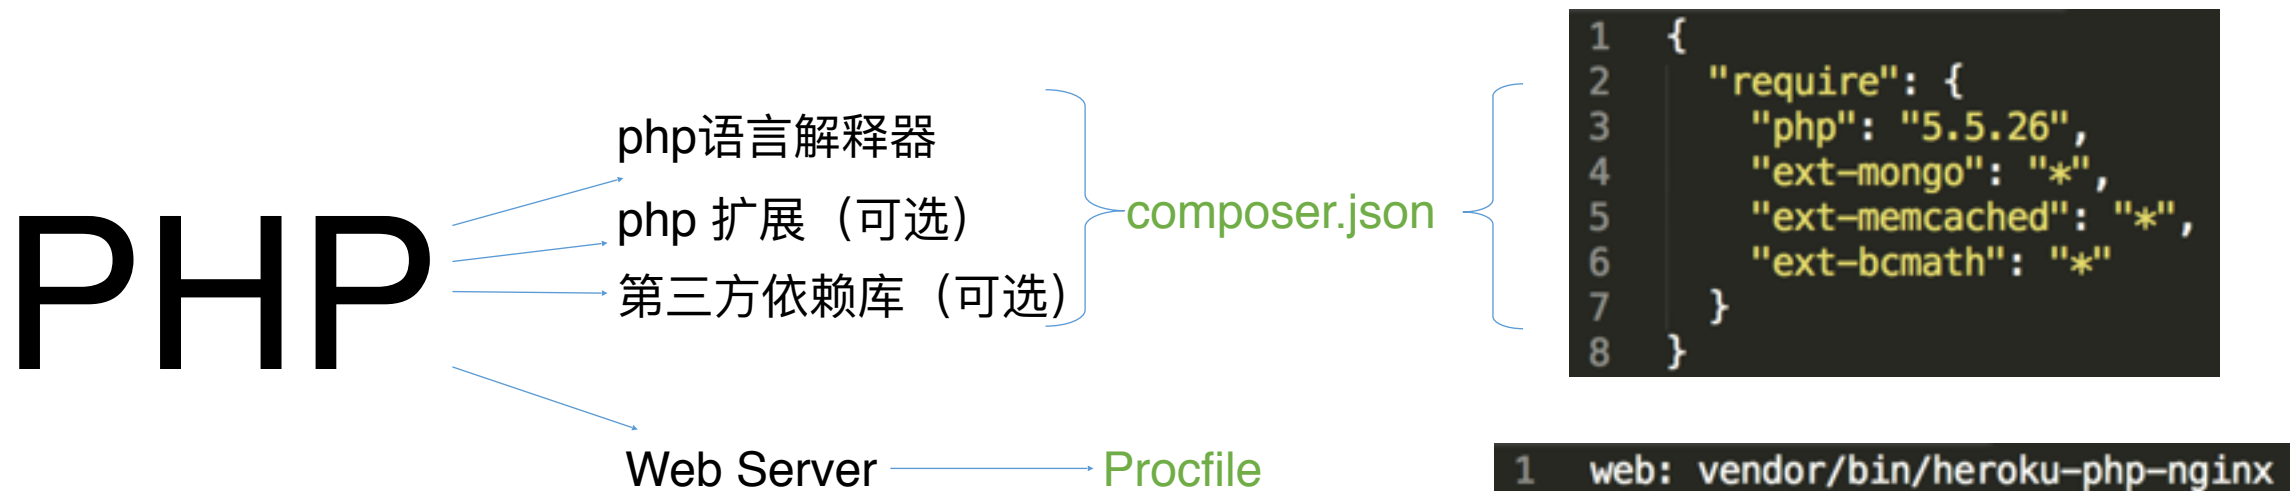 PHP
php语言解释器
php 扩展（可选）
第三方依赖库（可选）
composer.json
1 {
2 "require": {
3 "php": "5.5.26",
4 "ext-mongo": "*",
5 "ext-memcached": "*",
6 "ext-bcmath": "*"
7 }
8 }
Web Server
Procfile
1 web: vendor/bin/heroku-php-nginx